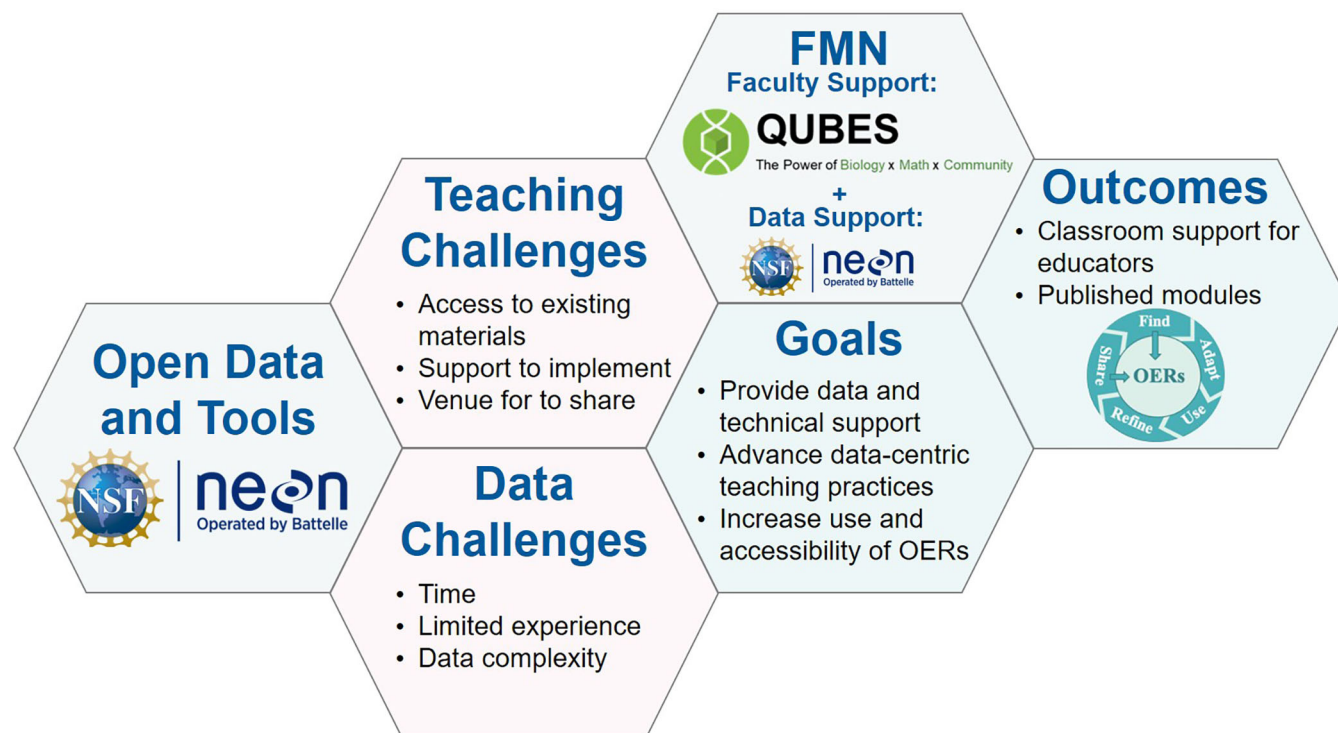 Open Data
and Tools
NSF
neon
Operated by Battelle
Teaching
Challenges
• Access to existing
materials
• Support to implement
• Venue for to share
Data
Challenges
• Time
• Limited experience
• Data complexity
FMN
Faculty Support:
QUBES
The Power of Biology x Math x Community
+
Data Support:
NSF
neon
Operated by Battelle
Goals
• Provide data and
technical support
• Advance data-centric
teaching practices
• Increase use and
accessibility of OERs
Outcomes
• Classroom support for
educators
• Published modules
Find
Adapt
Use
Refine
Share
OERs